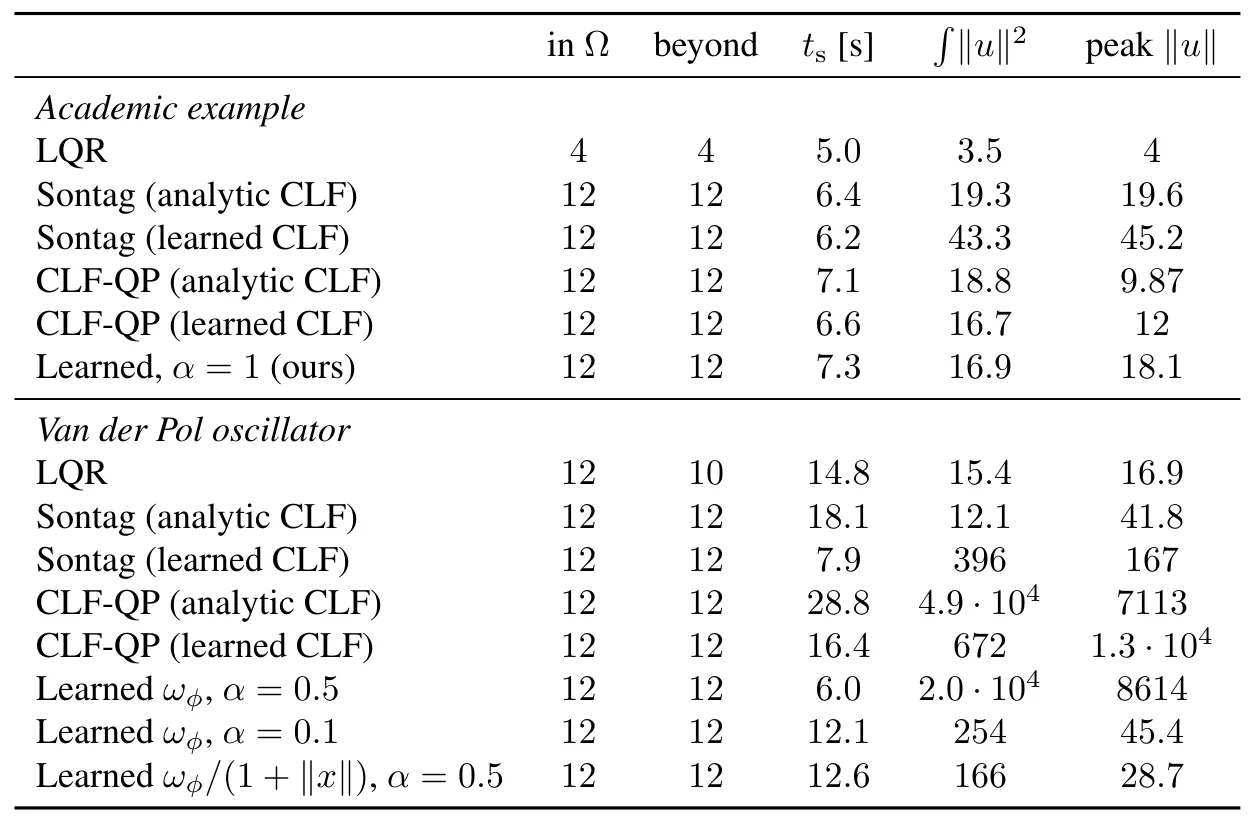 in Ω beyond tₛ [s] ∫‖u‖² peak ‖u‖
Academic example
LQR 4 4 5.0 3.5 4
Sontag (analytic CLF) 12 12 6.4 19.3 19.6
Sontag (learned CLF) 12 12 6.2 43.3 45.2
CLF-QP (analytic CLF) 12 12 7.1 18.8 9.87
CLF-QP (learned CLF) 12 12 6.6 16.7 12
Learned, α = 1 (ours) 12 12 7.3 16.9 18.1
Van der Pol oscillator
LQR 12 10 14.8 15.4 16.9
Sontag (analytic CLF) 12 12 18.1 12.1 41.8
Sontag (learned CLF) 12 12 7.9 396 167
CLF-QP (analytic CLF) 12 12 28.8 4.9 · 10⁴ 7113
CLF-QP (learned CLF) 12 12 16.4 672 1.3 · 10⁴
Learned ω_ϕ, α = 0.5 12 12 6.0 2.0 · 10⁴ 8614
Learned ω_ϕ, α = 0.1 12 12 12.1 254 45.4
Learned ω_ϕ/(1 + ‖x‖), α = 0.5 12 12 12.6 166 28.7